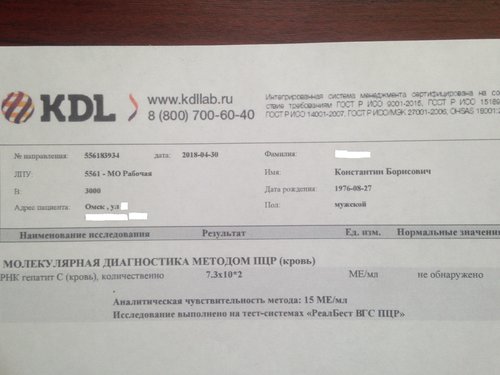 KDL
www.kdllab.ru
8 (800) 700-60-40
Интегрированная система менеджмента сертифицирована на со
ствие требованиям ГОСТ Р ИСО 9001-2015, ГОСТ Р ИСО 15189
ГОСТ Р ИСО 14001-2007, ГОСТ Р ИСО/МЭК 27001-2006, OHSAS 18001:2
№ направления: 556183934 дата: 2018-04-30 Фамилия:
ЛПУ: 5561 - МО Рабочая Имя: Константин Борисович
В: 3000 Дата рождения: 1976-08-27
Адрес пациента: Омск , ул Пол: мужской
Наименование исследования Результат Ед. изм. Нормальные значени
МОЛЕКУЛЯРНАЯ ДИАГНОСТИКА МЕТОДОМ ПЦР (кровь)
РНК гепатит С (кровь), количественно 7.3x10*2 МЕ/мл не обнаружено
Аналитическая чувствительность метода: 15 МЕ/мл
Исследование выполнено на тест-системах «РеалБест ВГС ПЦР»